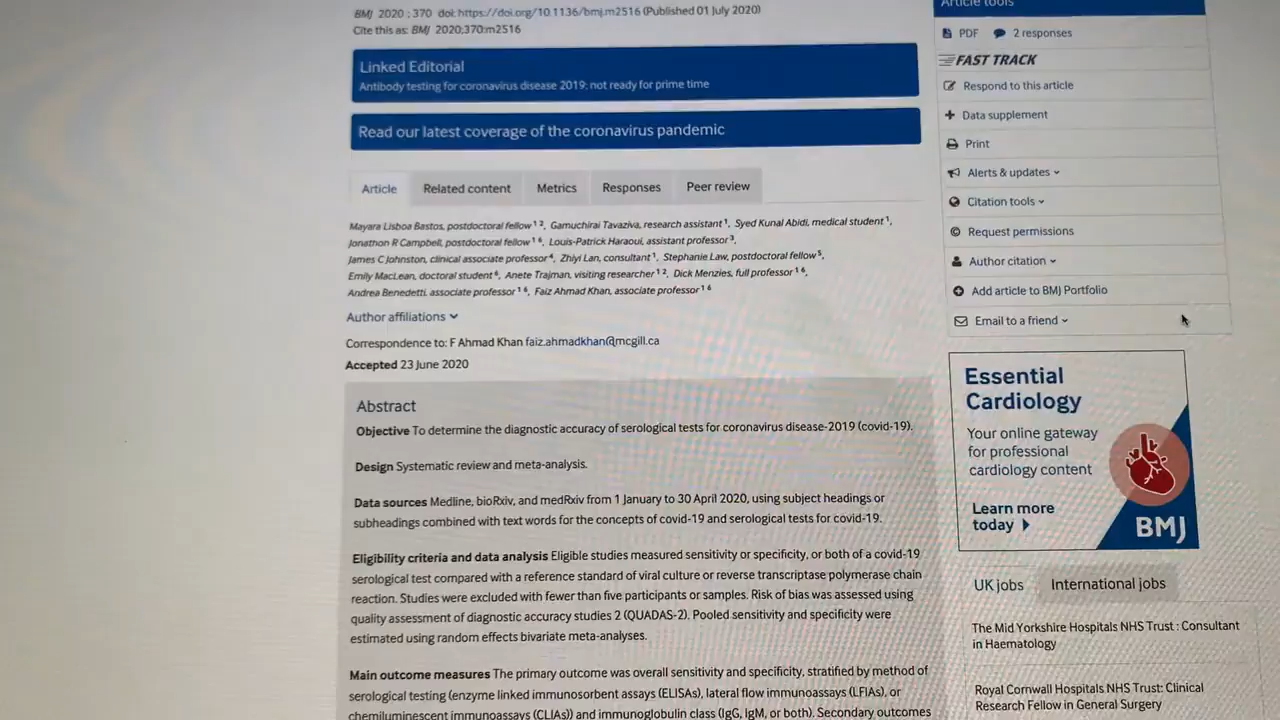 BMJ 2020 ; 370 doi: https://doi.org/10.1136/bmj.m2516 (Published 01 July 2020)
Cite this as: BMJ 2020;370:m2516
Linked Editorial
Antibody testing for coronavirus disease 2019; not ready for prime time
Read our latest coverage of the coronavirus pandemic
Article
Related content
Metrics
Responses
Peer review
Mayara Lisboa Bastos, postdoctoral fellow 1 2, Gamuchirai Tavaziva, research assistant 1, Syed Kunal Abidi, medical student 1,
Jonathon R Campbell, postdoctoral fellow 1 6, Louis-Patrick Haraoui, assistant professor 3,
James C Johnston, clinical associate professor 4, Zhiyi Lan, consultant 1, Stephanie Law, postdoctoral fellow 5,
Emily MacLean, doctoral student 6, Anete Trajman, visiting researcher 1 2, Dick Menzies, full professor 1 6,
Andrea Benedetti, associate professor 1 6, Faiz Ahmad Khan, associate professor 1 6
Author affiliations
Correspondence to: F Ahmad Khan faiz.ahmadkhan@mcgill.ca
Accepted 23 June 2020
Abstract
Objective To determine the diagnostic accuracy of serological tests for coronavirus disease-2019 (covid-19).
Design Systematic review and meta-analysis.
Data sources Medline, bioRxiv, and medRxiv from 1 January to 30 April 2020, using subject headings or
subheadings combined with text words for the concepts of covid-19 and serological tests for covid-19.
Eligibility criteria and data analysis Eligible studies measured sensitivity or specificity, or both of a covid-19
serological test compared with a reference standard of viral culture or reverse transcriptase polymerase chain
reaction. Studies were excluded with fewer than five participants or samples. Risk of bias was assessed using
quality assessment of diagnostic accuracy studies 2 (QUADAS-2). Pooled sensitivity and specificity were
estimated using random effects bivariate meta-analyses.
Main outcome measures The primary outcome was overall sensitivity and specificity, stratified by method of
serological testing (enzyme linked immunosorbent assays (ELISAs), lateral flow immunoassays (LFIAs), or
chemiluminescent immunoassays (CLIAs)) and immunoglobulin class (IgG, IgM, or both). Secondary outcomes
Article tools
PDF
2 responses
FAST TRACK
Respond to this article
Data supplement
Print
Alerts & updates
Citation tools
Request permissions
Author citation
Add article to BMJ Portfolio
Email to a friend
Essential
Cardiology
Your online gateway
for professional
cardiology content
Learn more
today
BMJ
UK jobs
International jobs
The Mid Yorkshire Hospitals NHS Trust : Consultant
in Haematology
Royal Cornwall Hospitals NHS Trust: Clinical
Research Fellow in General Surgery